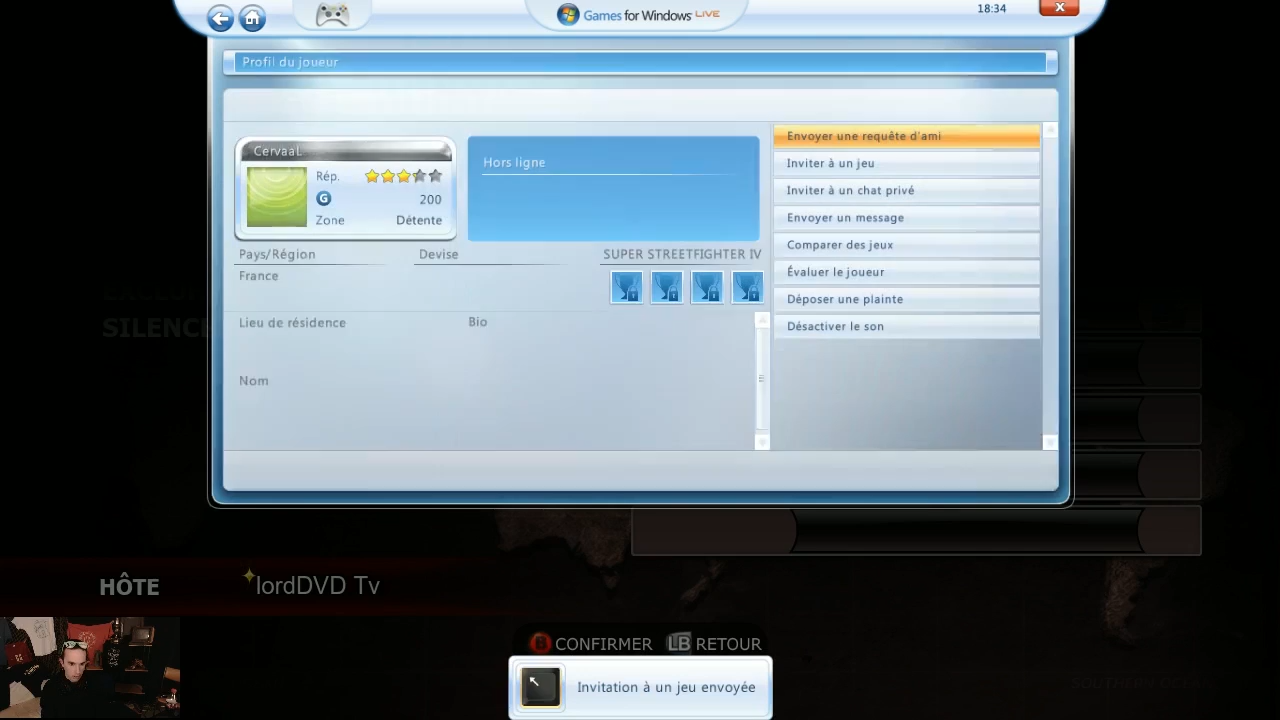 Games for Windows LIVE
18:34
Profil du joueur
CervaaL
Rép.
G 200
Zone Détente
Hors ligne
Pays/Région
France
Devise
SUPER STREETFIGHTER IV
Lieu de résidence
Bio
Nom
Envoyer une requête d'ami
Inviter à un jeu
Inviter à un chat privé
Envoyer un message
Comparer des jeux
Évaluer le joueur
Déposer une plainte
Désactiver le son
SILENCE
HÔTE
lordDVD Tv
B CONFIRMER LB RETOUR
Invitation à un jeu envoyée